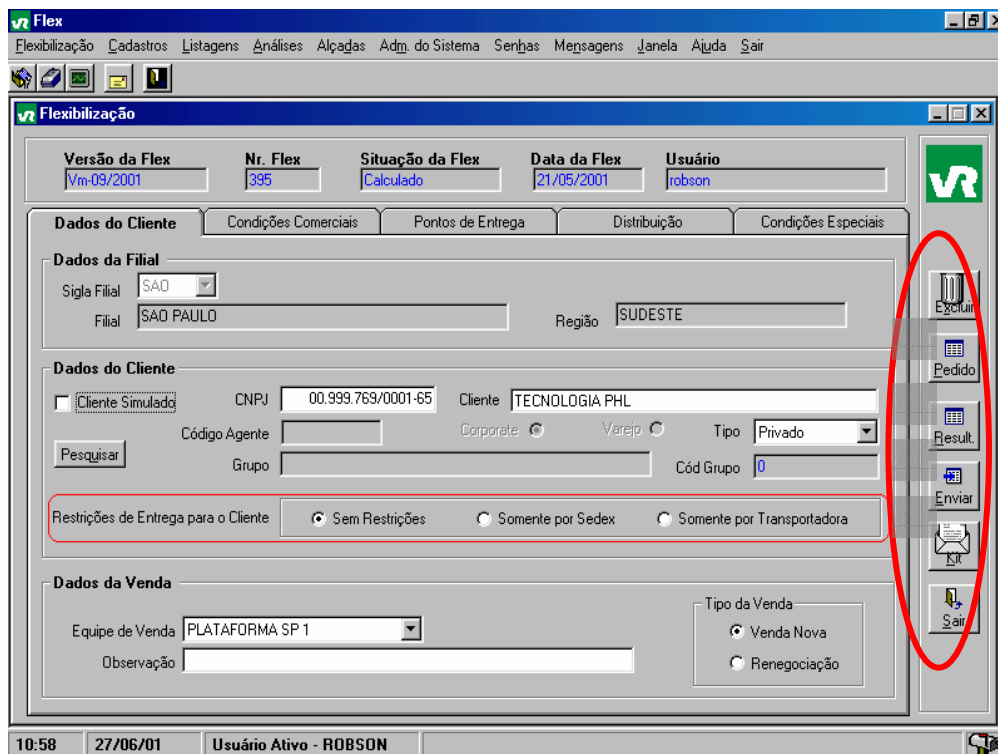 VR Flex
Flexibilização Cadastros Listagens Análises Alçadas Adm. do Sistema Senhas Mensagens Janela Ajuda Sair
VR Flexibilização
Versão da Flex Nr. Flex Situação da Flex Data da Flex Usuário
Vm-09/2001 395 Calculado 21/05/2001 robson
VR
Dados do Cliente Condições Comerciais Pontos de Entrega Distribuição Condições Especiais
Dados da Filial
Sigla Filial SAO
Filial SAO PAULO Região SUDESTE
Dados do Cliente
Cliente Simulado CNPJ 00.999.769/0001-65 Cliente TECNOLOGIA PHL
Código Agente Corporate Varejo Tipo Privado
Pesquisar
Grupo Cód Grupo 0
Restrições de Entrega para o Cliente Sem Restrições Somente por Sedex Somente por Transportadora
Dados da Venda
Equipe de Venda PLATAFORMA SP 1
Observação
Tipo da Venda
Venda Nova
Renegociação
Excluir
Pedido
Result.
Enviar
Kit
Sair
10:58 27/06/01 Usuário Ativo - ROBSON